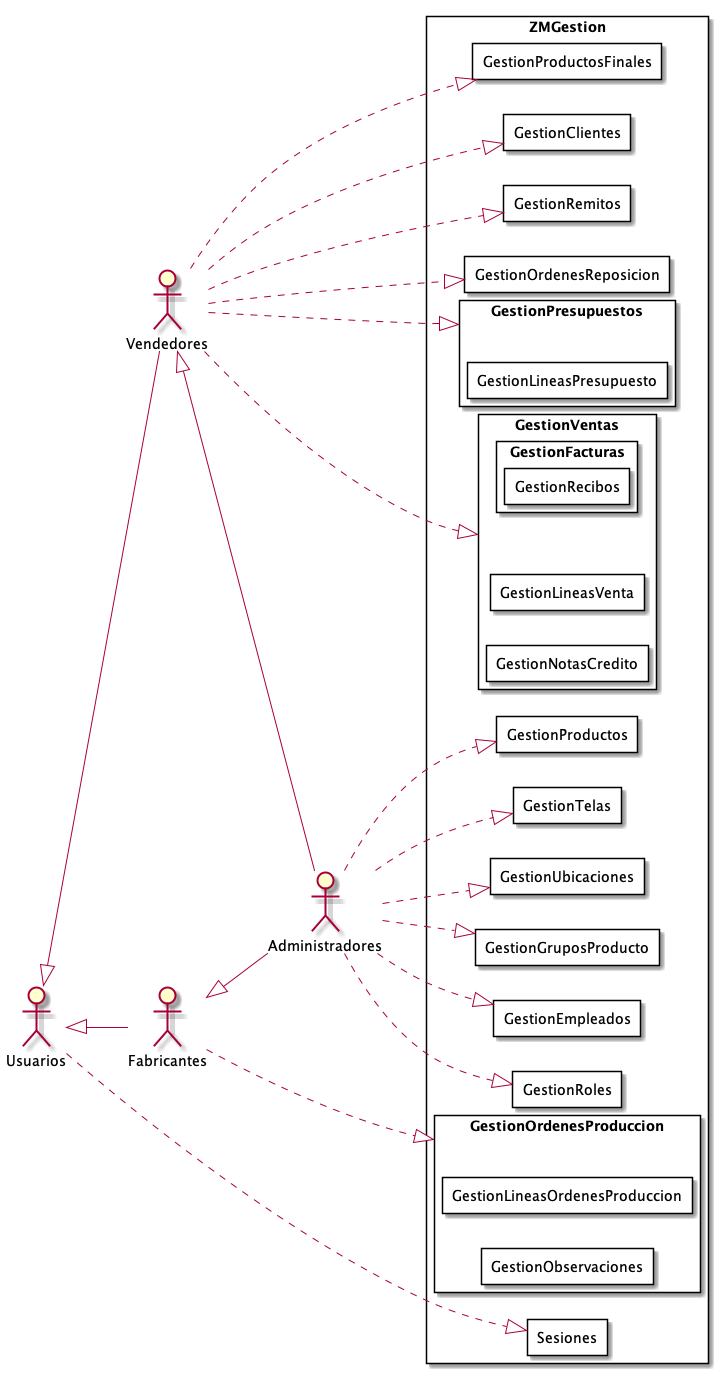 ZMGestion
GestionProductosFinales
GestionClientes
GestionRemitos
GestionOrdenesReposicion
GestionPresupuestos
GestionLineasPresupuesto
Vendedores
GestionVentas
GestionFacturas
GestionRecibos
GestionLineasVenta
GestionNotasCredito
GestionProductos
GestionTelas
GestionUbicaciones
GestionGruposProducto
Administradores
GestionEmpleados
GestionRoles
Usuarios
Fabricantes
GestionOrdenesProduccion
GestionLineasOrdenesProduccion
GestionObservaciones
Sesiones